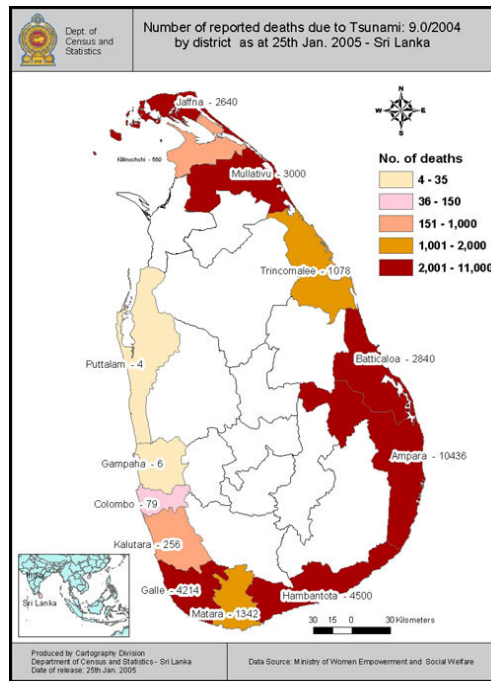 Dept. of
Census and
Statistics
Number of reported deaths due to Tsunami: 9.0/2004
by district as at 25th Jan. 2005 - Sri Lanka
Jaffna - 2640
N
W
E
S
Killinochchi - 560
No. of deaths
Mullativu - 3000
4 - 35
36 - 150
151 - 1,000
1,001 - 2,000
2,001 - 11,000
Trincomalee - 1078
Puttalam - 4
Batticaloa - 2840
Ampara - 10436
Gampaha - 6
Colombo - 79
Kalutara - 256
India
Galle - 4214
Hambantota - 4500
Sri Lanka
Matara - 1342
30 0 30 Kilometers
Produced by Cartography Division
Department of Census and Statistics - Sri Lanka
Date of release: 25th Jan. 2005
Data Source: Ministry of Women Empowerment and Social Welfare